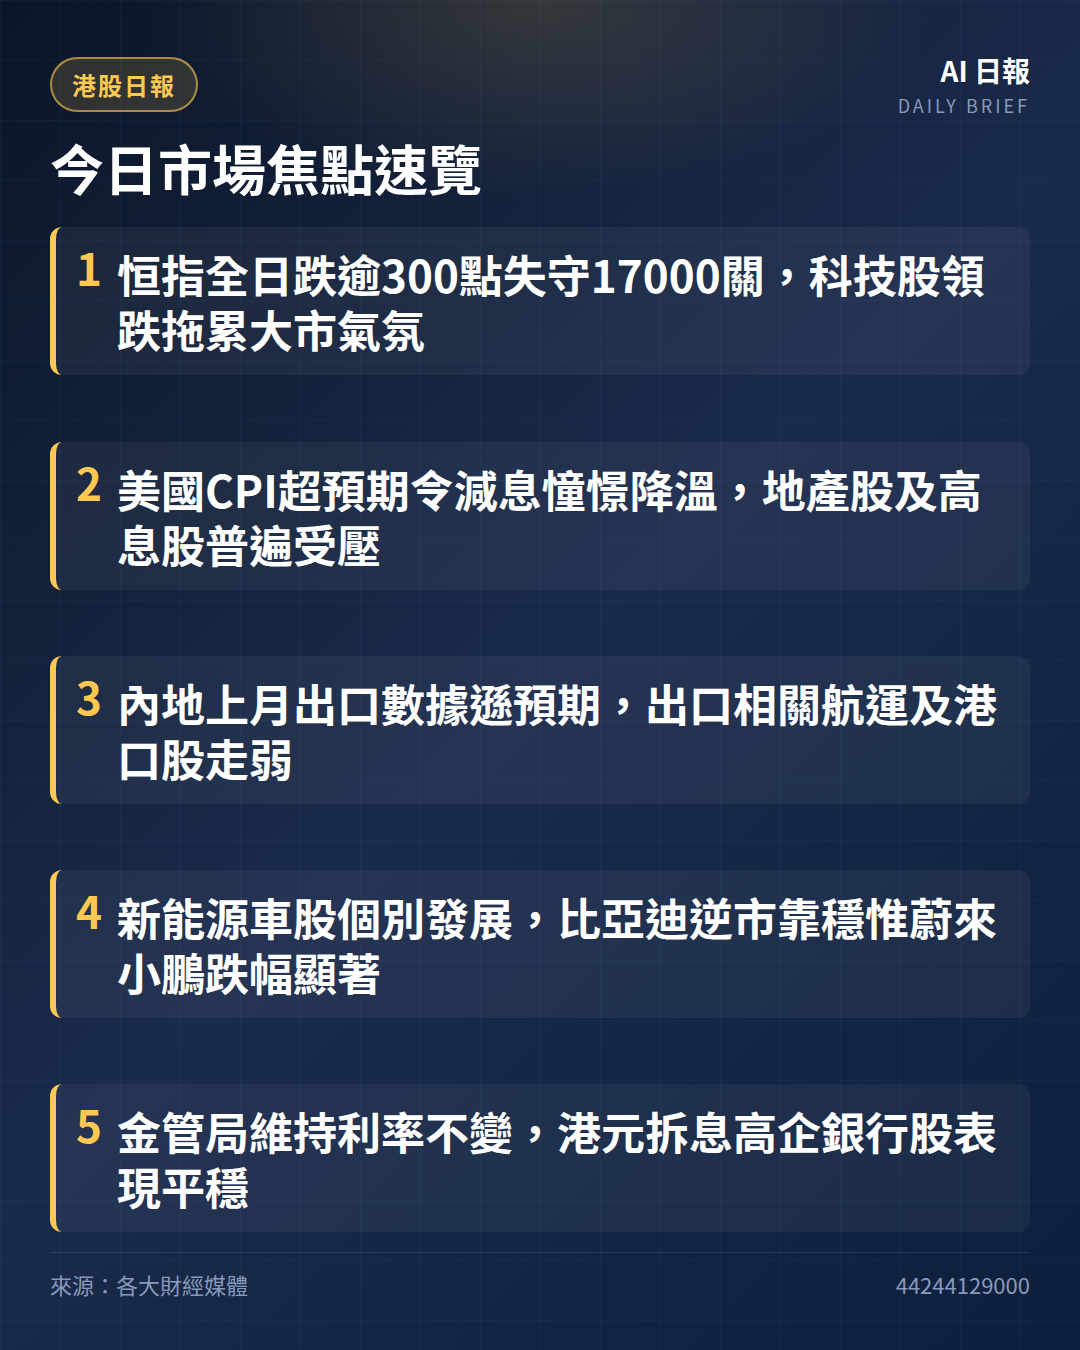 港股日報
AI 日報
DAILY BRIEF
今日市場焦點速覽
1 恒指全日跌逾300點失守17000關，科技股領
跌拖累大市氣氛
2 美國CPI超預期令減息憧憬降溫，地產股及高
息股普遍受壓
3 內地上月出口數據遜預期，出口相關航運及港
口股走弱
4 新能源車股個別發展，比亞迪逆市靠穩惟蔚來
小鵬跌幅顯著
5 金管局維持利率不變，港元拆息高企銀行股表
現平穩
來源：各大財經媒體
44244129000